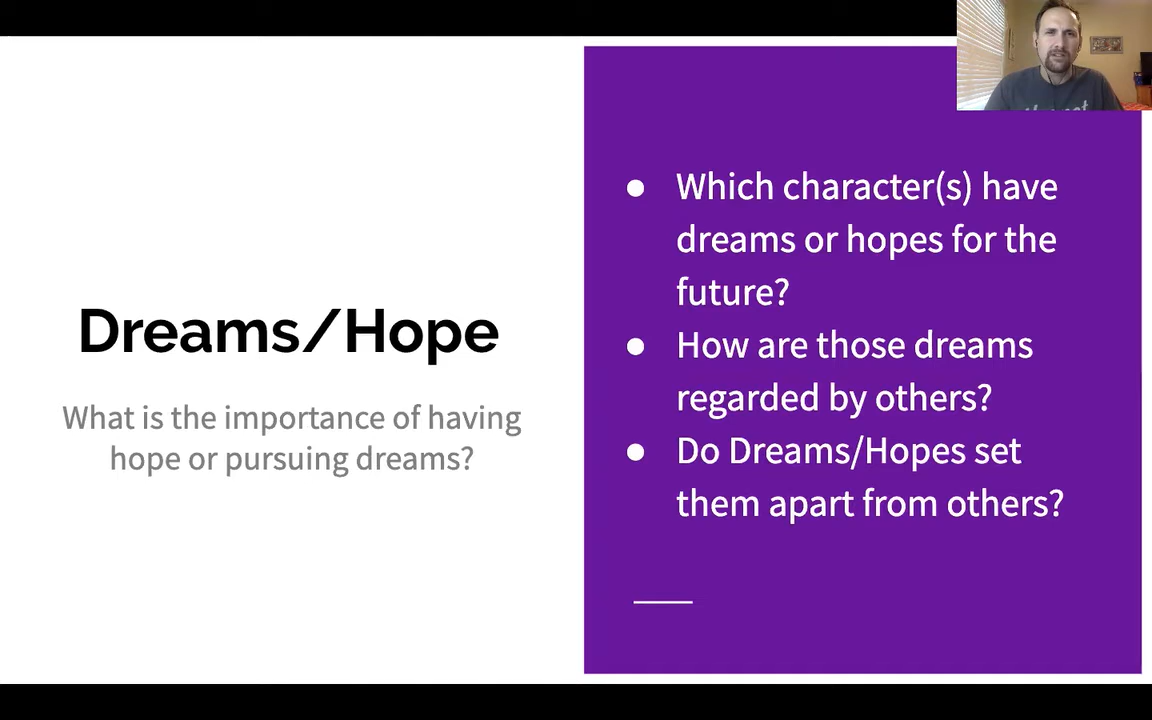 Dreams/Hope
What is the importance of having
hope or pursuing dreams?
● Which character(s) have
dreams or hopes for the
future?
● How are those dreams
regarded by others?
● Do Dreams/Hopes set
them apart from others?